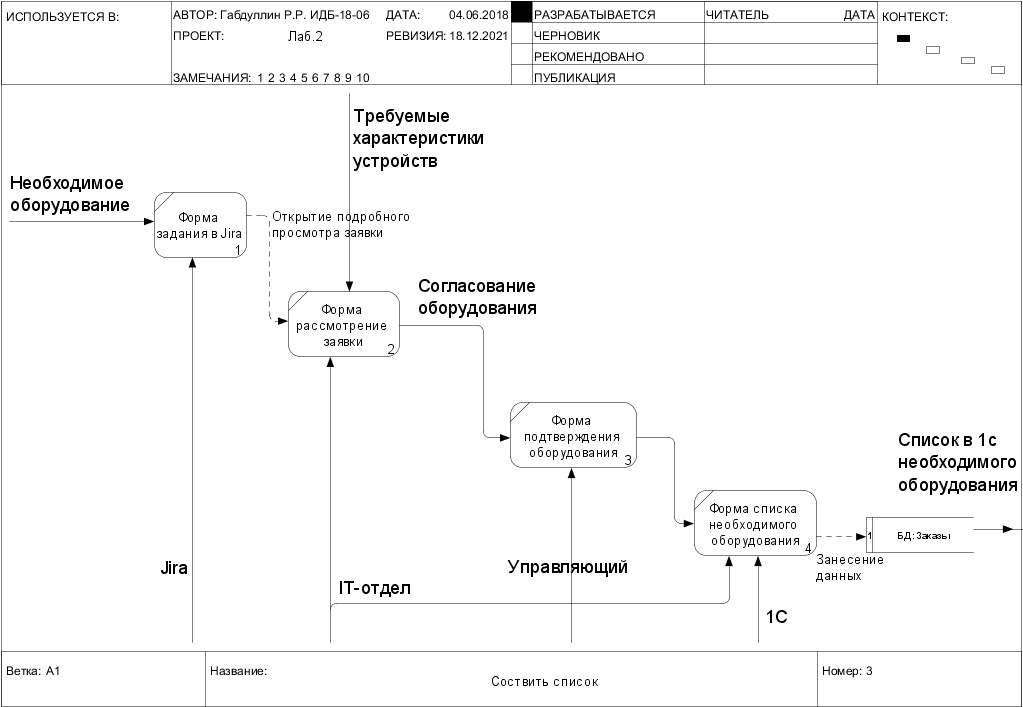 ИСПОЛЬЗУЕТСЯ В:
АВТОР: Габдуллин Р.Р. ИДБ-18-06
ДАТА: 04.06.2018
ПРОЕКТ: Лаб.2
РЕВИЗИЯ: 18.12.2021
ЗАМЕЧАНИЯ: 1 2 3 4 5 6 7 8 9 10
РАЗРАБАТЫВАЕТСЯ
ЧЕРНОВИК
РЕКОМЕНДОВАНО
ПУБЛИКАЦИЯ
ЧИТАТЕЛЬ ДАТА
КОНТЕКСТ:
Требуемые
характеристики
устройств
Необходимое
оборудование
Форма
задания в Jira
1
Открытие подробного
просмотра заявки
Форма
рассмотрение
заявки
2
Согласование
оборудования
Форма
подтверждения
оборудования
3
Форма списка
необходимого
оборудования
4
Занесение
данных
1
БД: Заказы
Список в 1с
необходимого
оборудования
Jira
IT-отдел
Управляющий
1С
Ветка: А1
Название:
Соствить список
Номер: 3